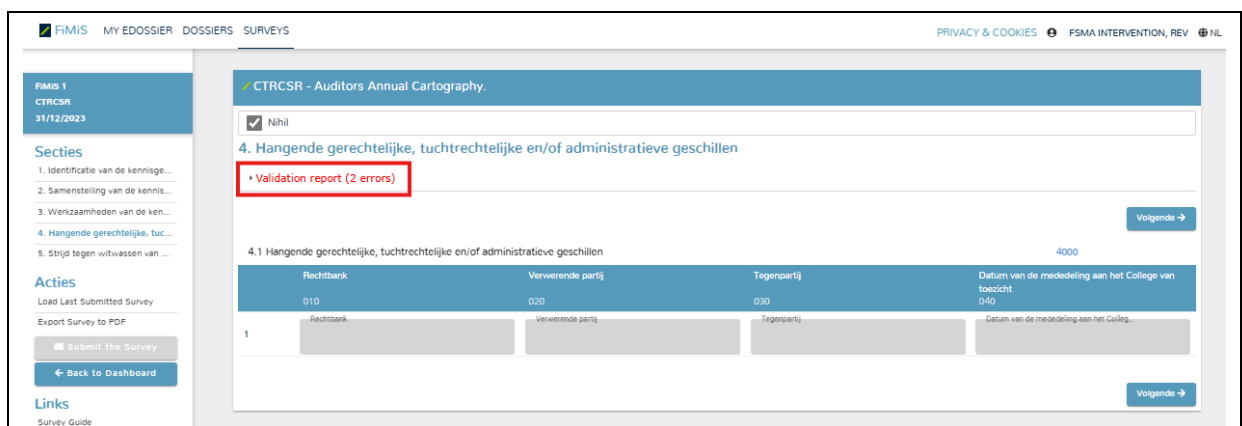 FiMiS MY EDOSSIER DOSSIERS SURVEYS PRIVACY & COOKIES FSMA INTERVENTION, REV NL
FiMIS 1
CTRCSR
31/12/2023
Secties
1. Identificatie van de kennisge...
2. Samenstelling van de kennis...
3. Werkzaamheden van de ken...
4. Hangende gerechtelijke, tuc...
5. Strijd tegen witwassen van ...
Acties
Load Last Submitted Survey
Export Survey to PDF
Submit the Survey
Back to Dashboard
Links
Survey Guide
CTRCSR - Auditors Annual Cartography.
Nihil
4. Hangende gerechtelijke, tuchtrechtelijke en/of administratieve geschillen
Validation report (2 errors)
Volgende →
4.1 Hangende gerechtelijke, tuchtrechtelijke en/of administratieve geschillen 4000
Rechtbank Verwerende partij Tegenpartij Datum van de mededeling aan het College van
toezicht
010 020 030 040
Rechtbank Verwerende partij Tegenpartij Datum van de mededeling aan het Colleg...
1
Volgende →